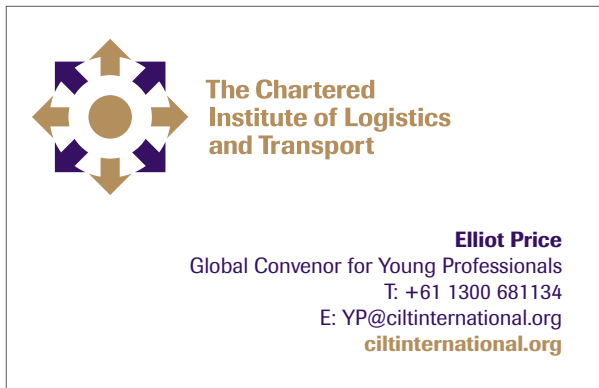 The Chartered
Institute of Logistics
and Transport
Elliot Price
Global Convenor for Young Professionals
T: +61 1300 681134
E: YP@ciltinternational.org
ciltinternational.org